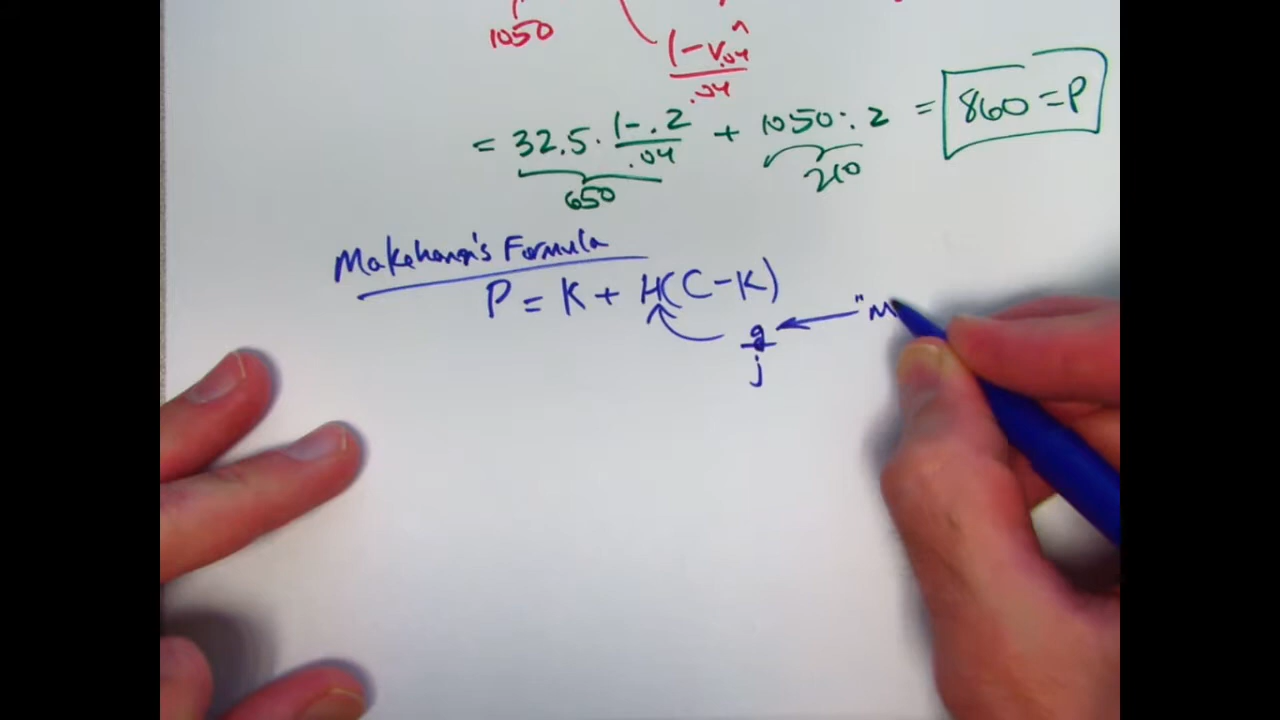 1050
1-v.04^n
.04
= 32.5 · 1-.2/.04 + 1050 · .2 = 860 = P
650
210
Makeham's Formula
P = K + H(C-K)
g/j
"M